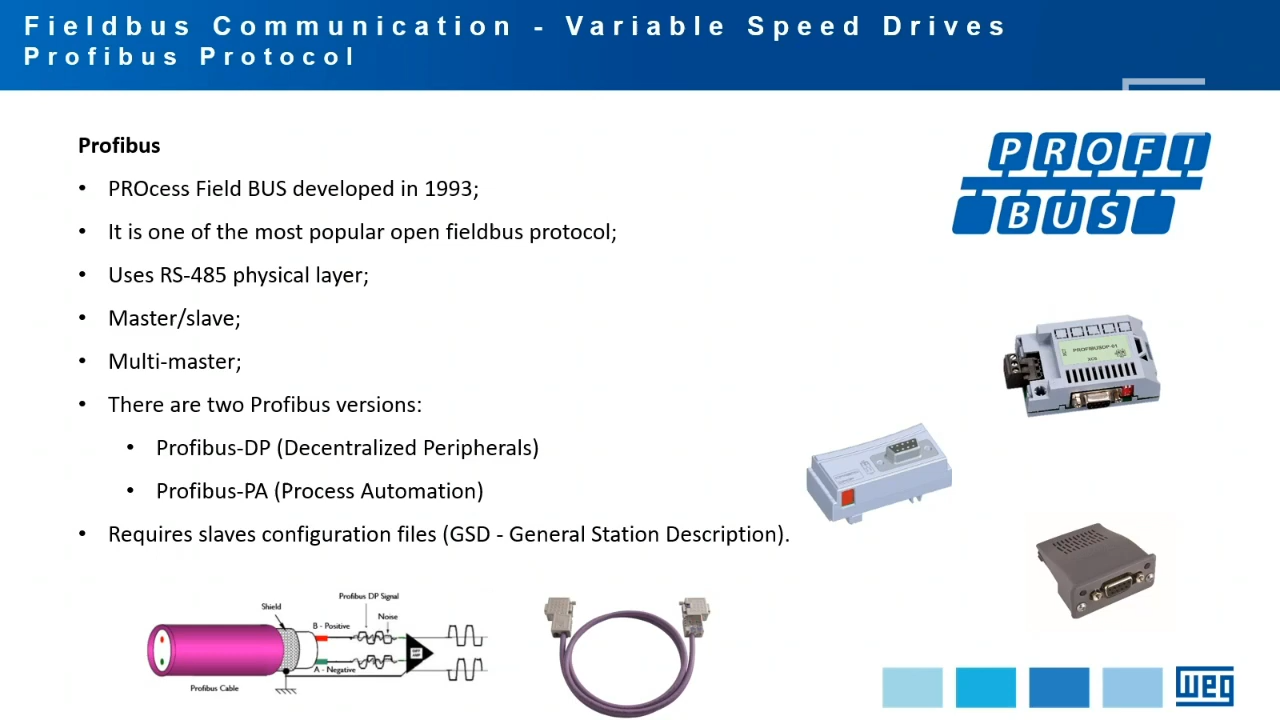 Fieldbus Communication - Variable Speed Drives
Profibus Protocol
Profibus
• PROcess Field BUS developed in 1993;
• It is one of the most popular open fieldbus protocol;
• Uses RS-485 physical layer;
• Master/slave;
• Multi-master;
• There are two Profibus versions:
• Profibus-DP (Decentralized Peripherals)
• Profibus-PA (Process Automation)
• Requires slaves configuration files (GSD - General Station Description).
PROFI
BUS
PROFIBUSDP-01
Profibus DP Signal
Shield
Noise
B - Positive
A - Negative
Profibus Cable
weg